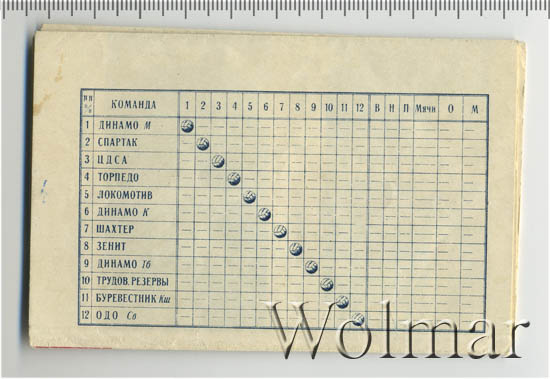 №№ п/п КОМАНДА 1 2 3 4 5 6 7 8 9 10 11 12 В Н П Мячи О М
1 ДИНАМО М
2 СПАРТАК
3 ЦДСА
4 ТОРПЕДО
5 ЛОКОМОТИВ
6 ДИНАМО К
7 ШАХТЕР
8 ЗЕНИТ
9 ДИНАМО Тб
10 ТРУДОВ. РЕЗЕРВЫ
11 БУРЕВЕСТНИК Кш
12 ОДО Св
Wolmar